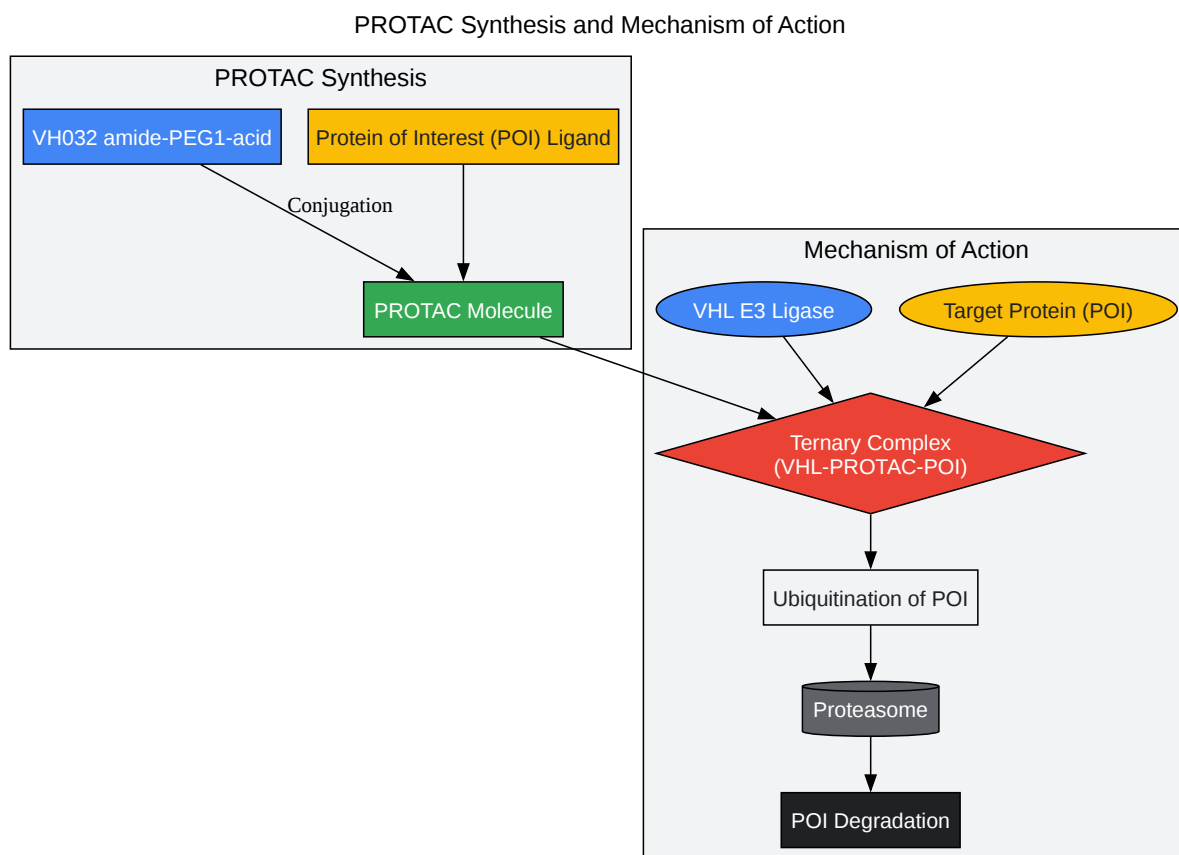 PROTAC Synthesis and Mechanism of Action
PROTAC Synthesis
VH032 amide-PEG1-acid
Protein of Interest (POI) Ligand
Conjugation
PROTAC Molecule
Mechanism of Action
VHL E3 Ligase
Target Protein (POI)
Ternary Complex
(VHL-PROTAC-POI)
Ubiquitination of POI
Proteasome
POI Degradation